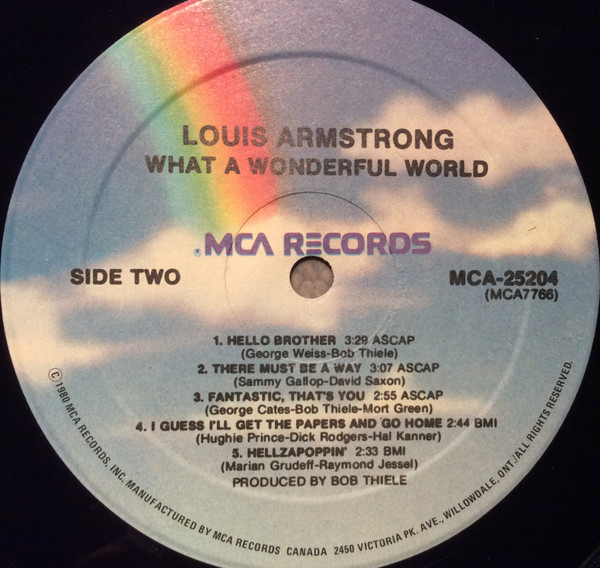 LOUIS ARMSTRONG
WHAT A WONDERFUL WORLD
® MCA RECORDS
SIDE TWO
MCA-25204
(MCA7766)
1. HELLO BROTHER 3:29 ASCAP
(George Weiss-Bob Thiele)
2. THERE MUST BE A WAY 3:07 ASCAP
(Sammy Gallop-David Saxon)
3. FANTASTIC, THAT'S YOU 2:55 ASCAP
(George Cates-Bob Thiele-Mort Green)
4. I GUESS I'LL GET THE PAPERS AND GO HOME 2:44 BMI
(Hughie Prince-Dick Rodgers-Hal Kanner)
5. HELLZAPOPPIN' 2:33 BMI
(Marian Grudeff-Raymond Jessel)
PRODUCED BY BOB THIELE
© 1980 MCA RECORDS, INC. MANUFACTURED BY MCA RECORDS CANADA 2450 VICTORIA PK. AVE., WILLOWDALE, ONT./ALL RIGHTS RESERVED.